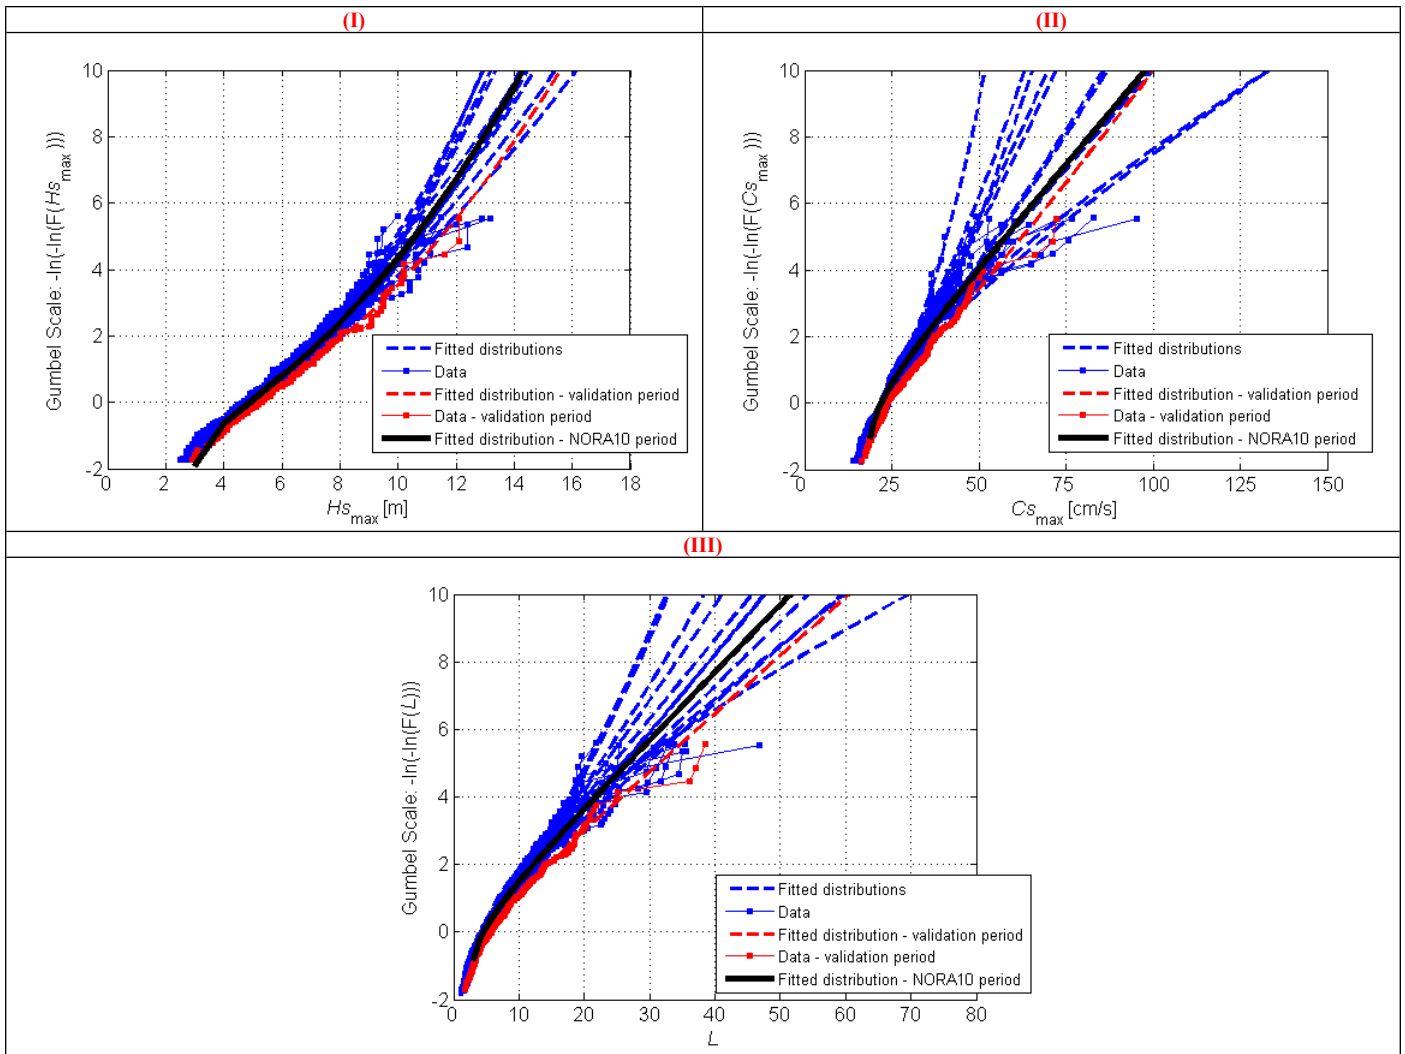 (I)
(II)
10
8
6
4
2
0
-2
0
2
4
6
8
10
12
14
16
18
Gumbel Scale: -ln(-ln(F(Hs_max)))
Hs_max [m]
Fitted distributions
Data
Fitted distribution - validation period
Data - validation period
Fitted distribution - NORA10 period
10
8
6
4
2
0
-2
0
25
50
75
100
125
150
Gumbel Scale: -ln(-ln(F(Cs_max)))
Cs_max [cm/s]
Fitted distributions
Data
Fitted distribution - validation period
Data - validation period
Fitted distribution - NORA10 period
(III)
10
8
6
4
2
0
-2
0
10
20
30
40
50
60
70
80
Gumbel Scale: -ln(-ln(F(L)))
L
Fitted distributions
Data
Fitted distribution - validation period
Data - validation period
Fitted distribution - NORA10 period